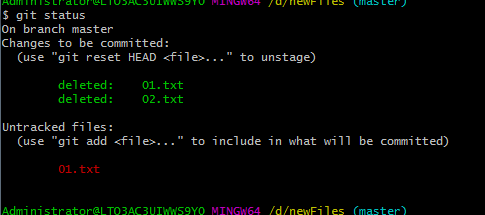 Administrator@LTO3AC3UIWWS9YO MINGW64 /d/newFiles (master)
$ git status
On branch master
Changes to be committed:
(use "git reset HEAD <file>..." to unstage)
deleted: 01.txt
deleted: 02.txt
Untracked files:
(use "git add <file>..." to include in what will be committed)
01.txt
Administrator@LTO3AC3UIWWS9YO MINGW64 /d/newFiles (master)